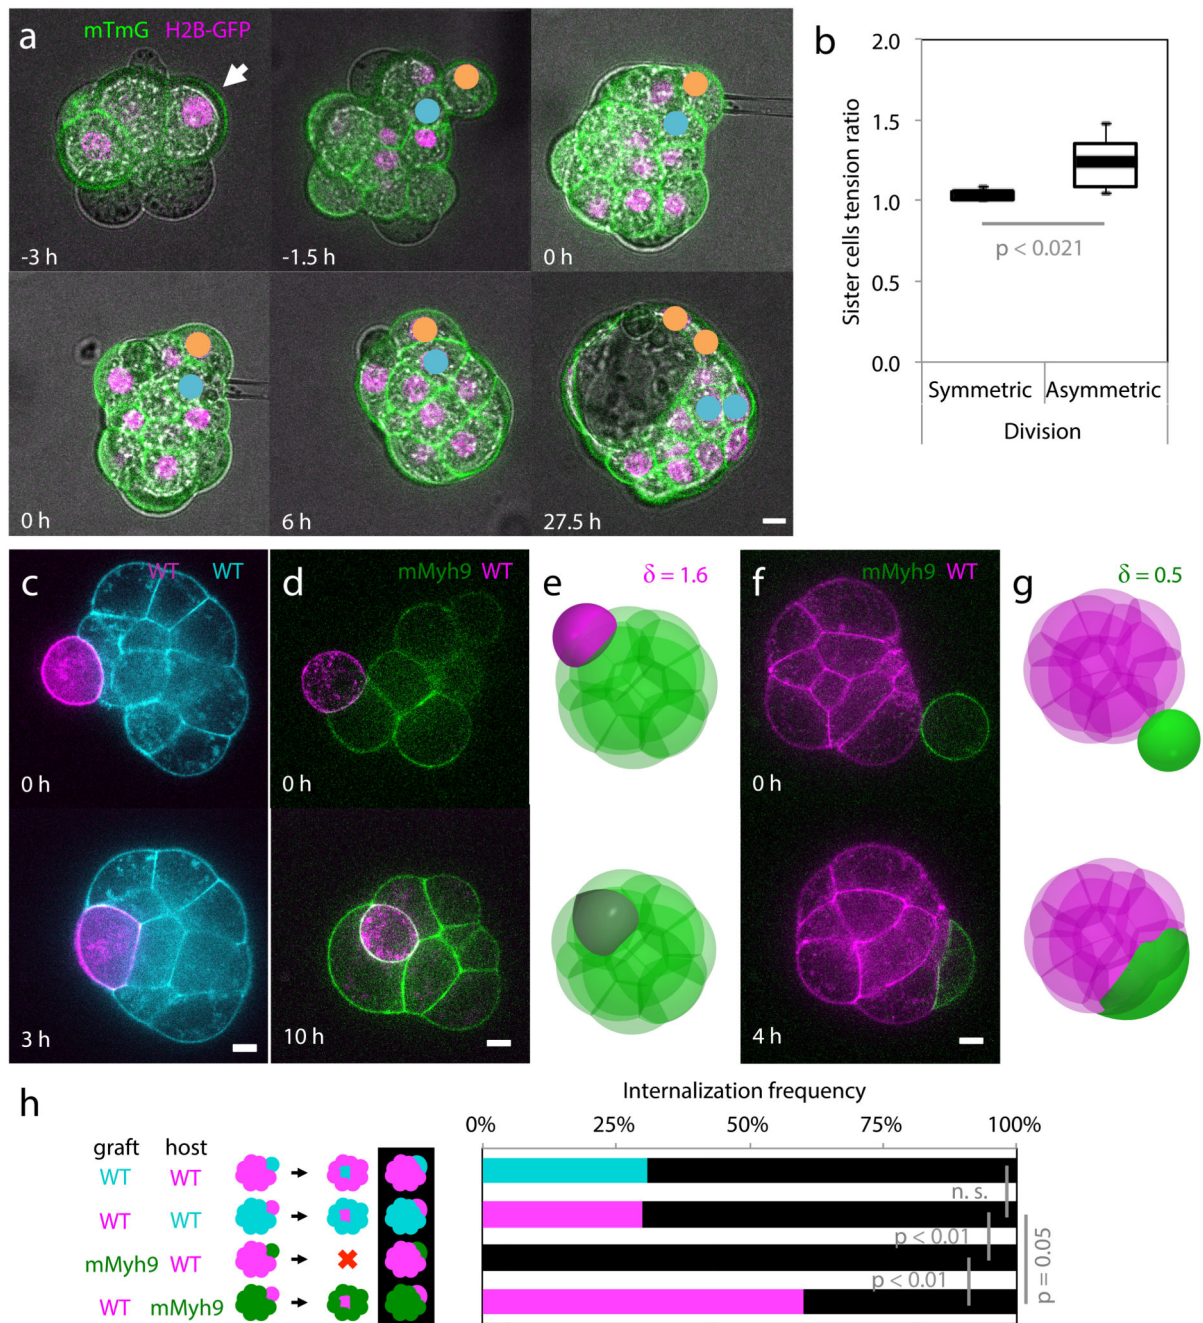 a
mTmG H2B-GFP
-3 h
-1.5 h
0 h
0 h
6 h
27.5 h
b
2.0
1.5
1.0
0.5
0.0
Sister cells tension ratio
p < 0.021
Symmetric Asymmetric
Division
c
WT WT
0 h
3 h
d
mMyh9 WT
0 h
10 h
e
δ = 1.6
f
mMyh9 WT
0 h
4 h
g
δ = 0.5
h
Internalization frequency
0% 25% 50% 75% 100%
graft host
WT WT
WT WT
mMyh9 WT
WT mMyh9
n. s.
p < 0.01
p < 0.01
p = 0.05